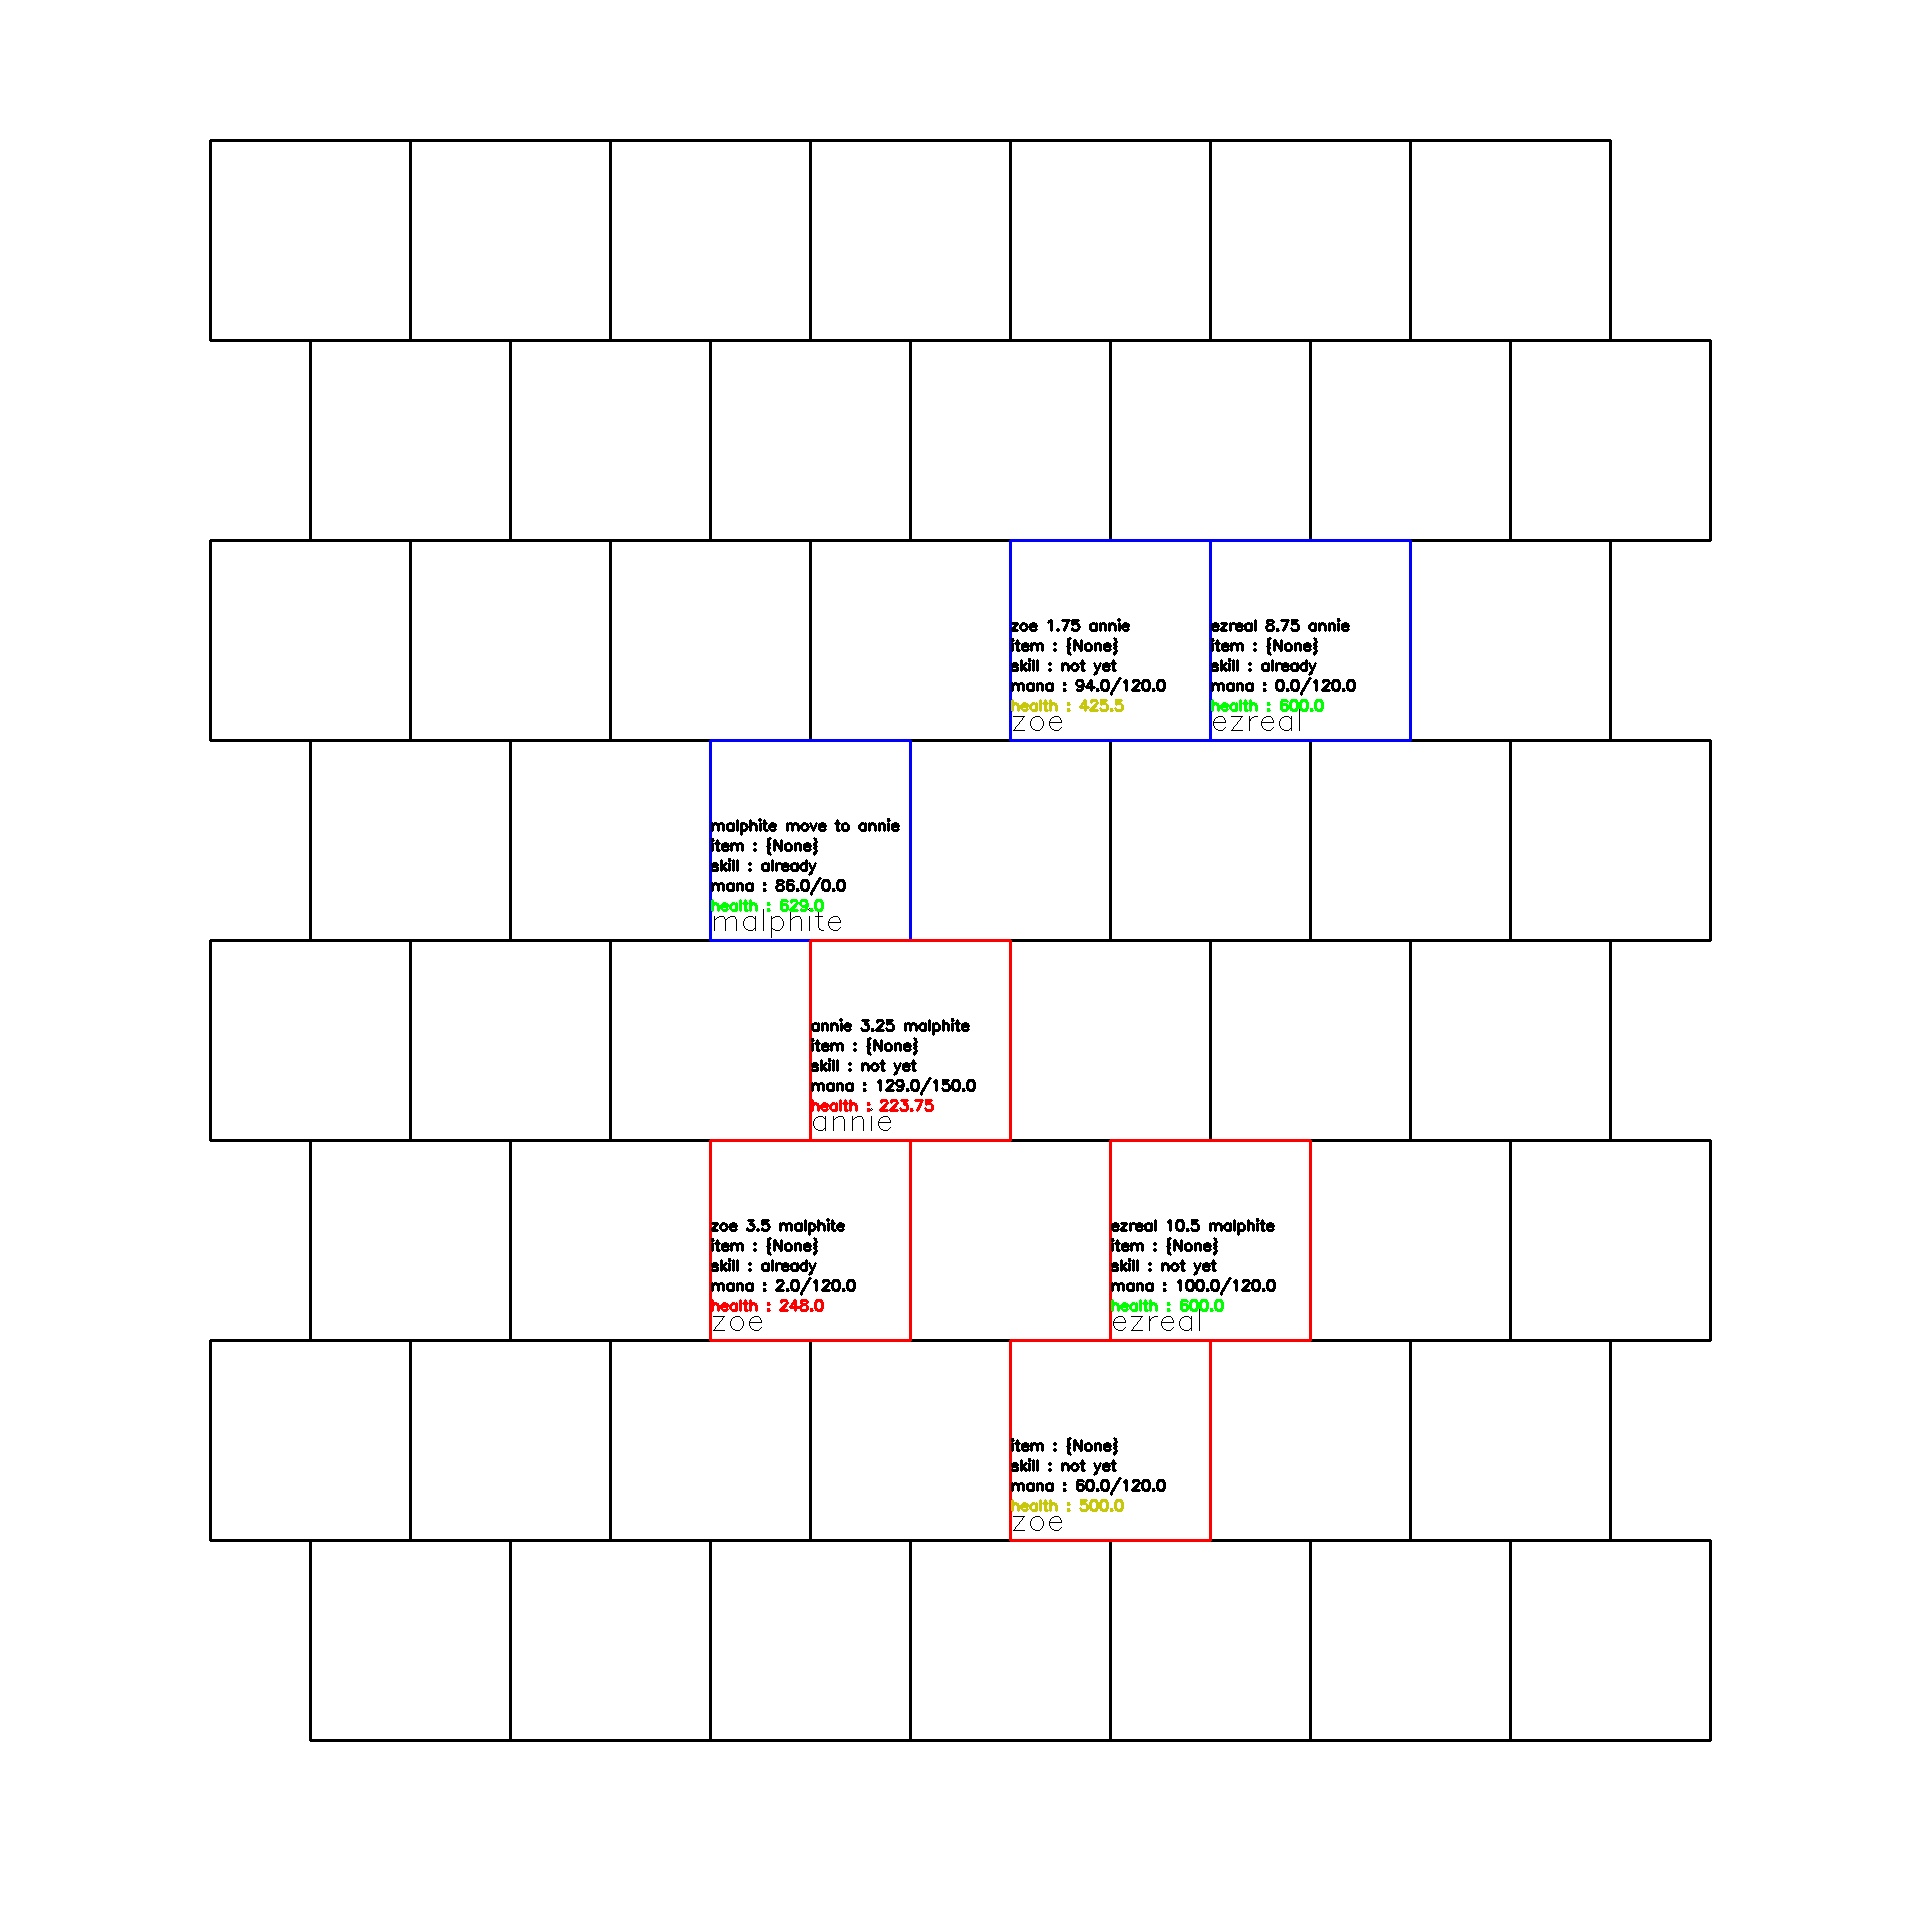 zoe 1.75 annie
item : {None}
skill : not yet
mana : 94.0/120.0
health : 425.5
zoe
ezreal 8.75 annie
item : {None}
skill : already
mana : 0.0/120.0
health : 600.0
ezreal
malphite move to annie
item : {None}
skill : already
mana : 86.0/0.0
health : 629.0
malphite
annie 3.25 malphite
item : {None}
skill : not yet
mana : 129.0/150.0
health : 223.75
annie
zoe 3.5 malphite
item : {None}
skill : already
mana : 2.0/120.0
health : 248.0
zoe
ezreal 10.5 malphite
item : {None}
skill : not yet
mana : 100.0/120.0
health : 600.0
ezreal
item : {None}
skill : not yet
mana : 60.0/120.0
health : 500.0
zoe